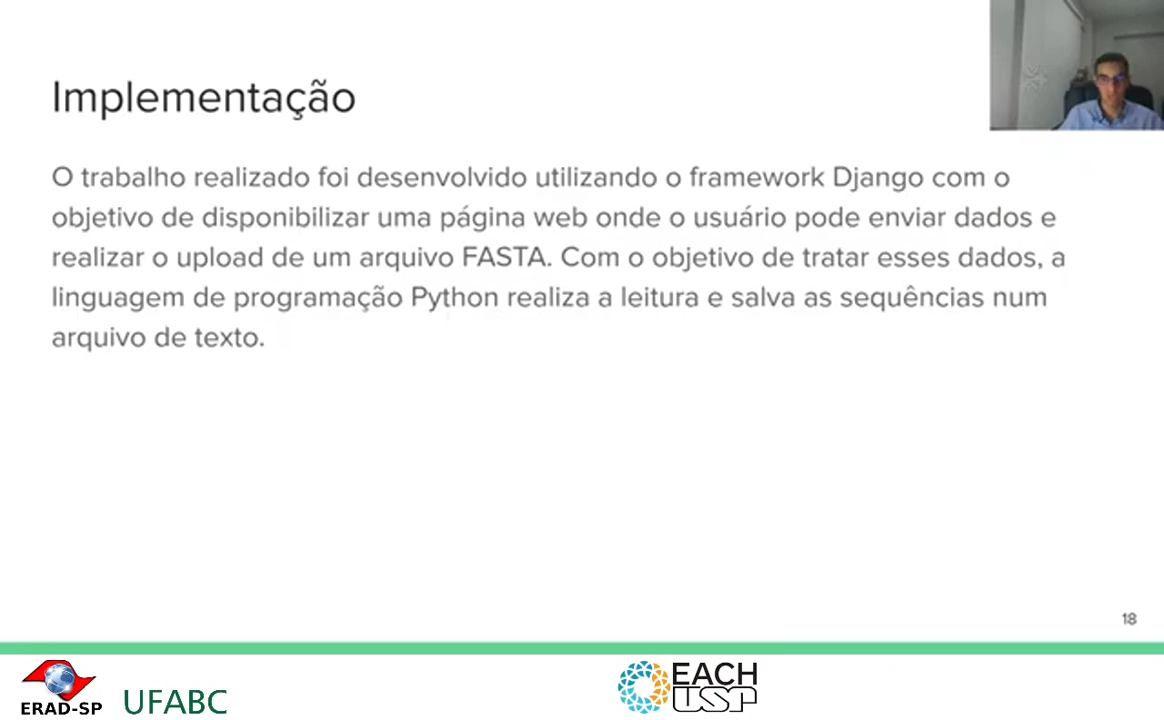 Implementação
O trabalho realizado foi desenvolvido utilizando o framework Django com o
objetivo de disponibilizar uma página web onde o usuário pode enviar dados e
realizar o upload de um arquivo FASTA. Com o objetivo de tratar esses dados, a
linguagem de programação Python realiza a leitura e salva as sequências num
arquivo de texto.
18
ERAD-SP
UFABC
EACH
USP